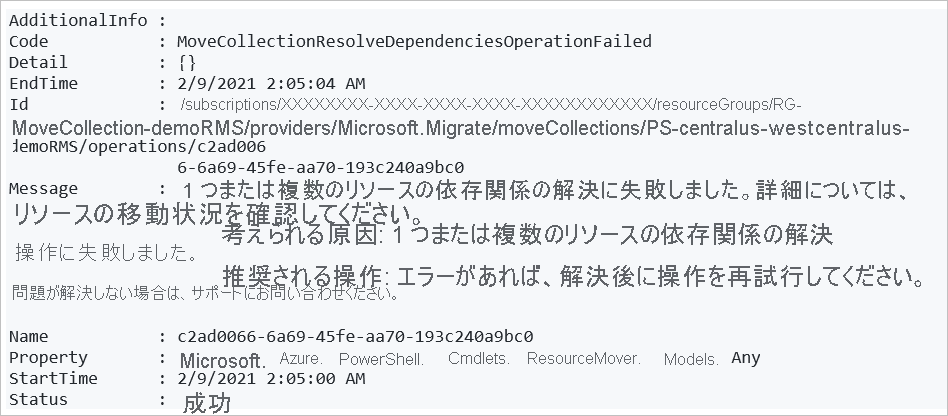 AdditionalInfo :
Code : MoveCollectionResolveDependenciesOperationFailed
Detail : {}
EndTime : 2/9/2021 2:05:04 AM
Id : /subscriptions/XXXXXXXX-XXXX-XXXX-XXXX-XXXXXXXXXXXX/resourceGroups/RG-
MoveCollection-demoRMS/providers/Microsoft.Migrate/moveCollections/PS-centralus-westcentralus-
demoRMS/operations/c2ad006
6-6a69-45fe-aa70-193c240a9bc0
Message : 1 つまたは複数のリソースの依存関係の解決に失敗しました。詳細については、
リソースの移動状況を確認してください。
考えられる原因: 1 つまたは複数のリソースの依存関係の解決
操作に失敗しました。
推奨される操作: エラーがあれば、解決後に操作を再試行してください。
問題が解決しない場合は、サポートにお問い合わせください。
Name : c2ad0066-6a69-45fe-aa70-193c240a9bc0
Property : Microsoft. Azure. PowerShell. Cmdlets. ResourceMover. Models. Any
StartTime : 2/9/2021 2:05:00 AM
Status : 成功